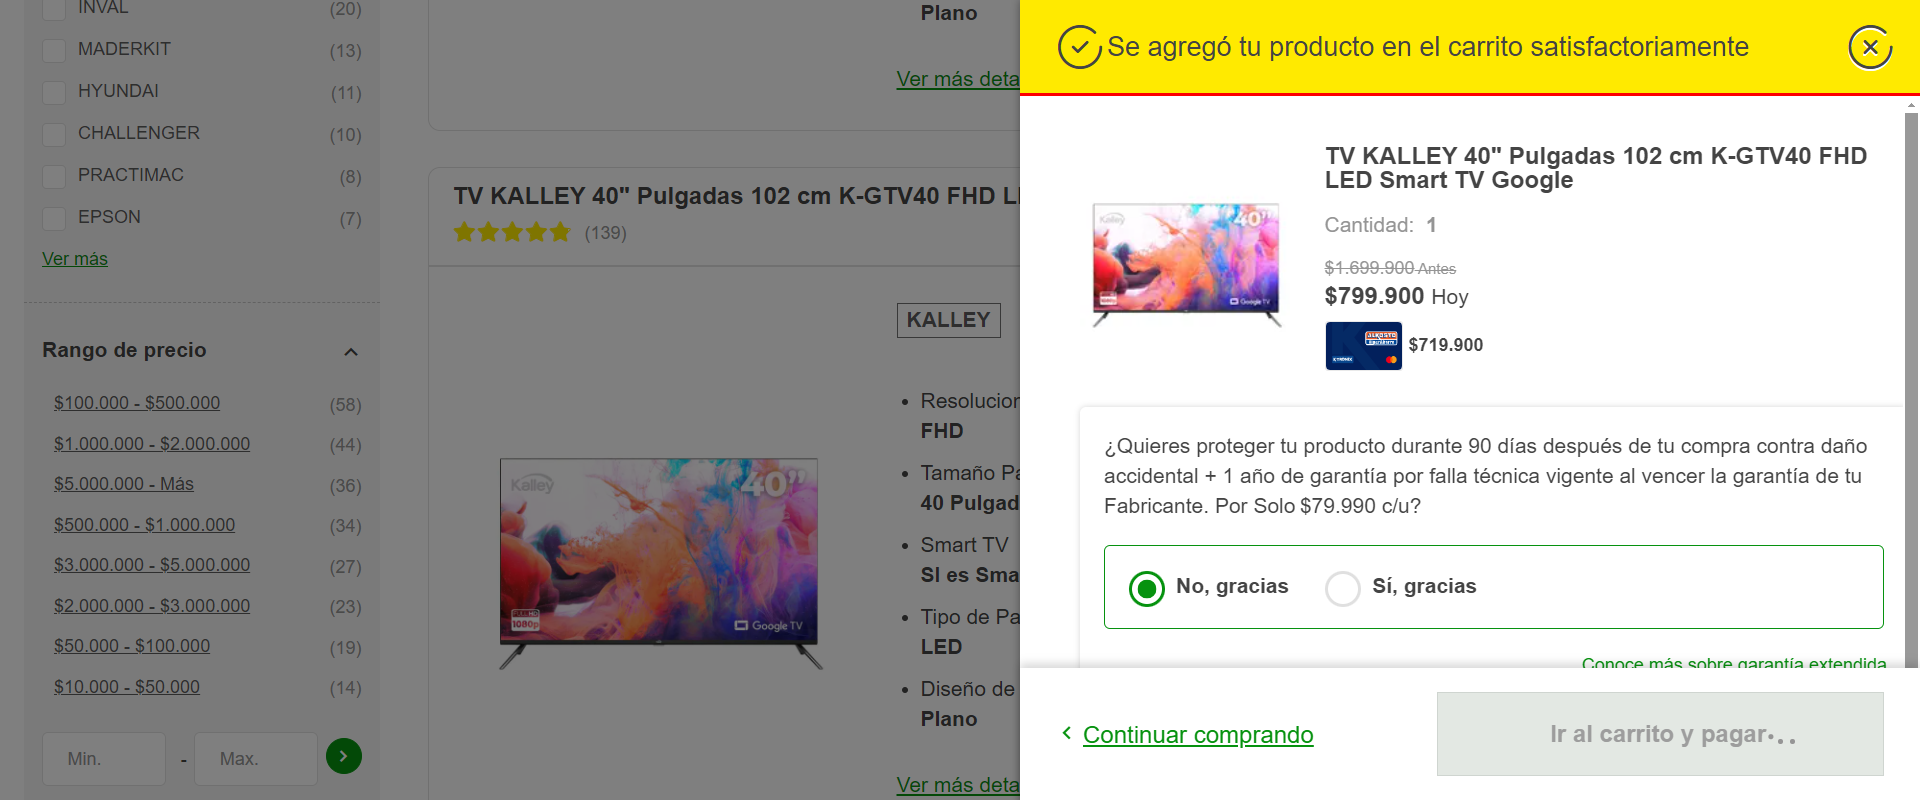 INVAL (20)
MADERKIT (13)
HYUNDAI (11)
CHALLENGER (10)
PRACTIMAC (8)
EPSON (7)
Ver más
Rango de precio
$100.000 - $500.000 (58)
$1.000.000 - $2.000.000 (44)
$5.000.000 - Más (36)
$500.000 - $1.000.000 (34)
$3.000.000 - $5.000.000 (27)
$2.000.000 - $3.000.000 (23)
$50.000 - $100.000 (19)
$10.000 - $50.000 (14)
Min. - Max.
Plano
Ver más deta
TV KALLEY 40" Pulgadas 102 cm K-GTV40 FHD L
(139)
KALLEY
Kalley
40”
FULL HD
1080p
Google TV
Resolucion
FHD
Tamaño Pa
40 Pulgad
Smart TV
SI es Sma
Tipo de Pa
LED
Diseño de
Plano
Ver más deta
Se agregó tu producto en el carrito satisfactoriamente
Kalley
40”
1080p
Google TV
TV KALLEY 40" Pulgadas 102 cm K-GTV40 FHD
LED Smart TV Google
Cantidad: 1
$1.699.900 Antes
$799.900 Hoy
ALKOSTO
KTRONIX
$719.900
¿Quieres proteger tu producto durante 90 días después de tu compra contra daño
accidental + 1 año de garantía por falla técnica vigente al vencer la garantía de tu
Fabricante. Por Solo $79.990 c/u?
No, gracias Sí, gracias
Conoce más sobre garantía extendida
Continuar comprando
Ir al carrito y pagar...